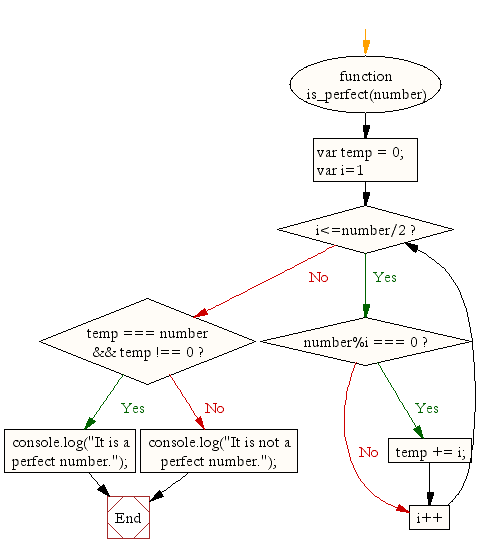 function
is_perfect(number)
var temp = 0;
var i=1
i<=number/2 ?
No
Yes
temp === number
&& temp !== 0 ?
number%i === 0 ?
Yes
No
Yes
No
console.log("It is a
perfect number.");
console.log("It is not a
perfect number.");
temp += i;
End
i++